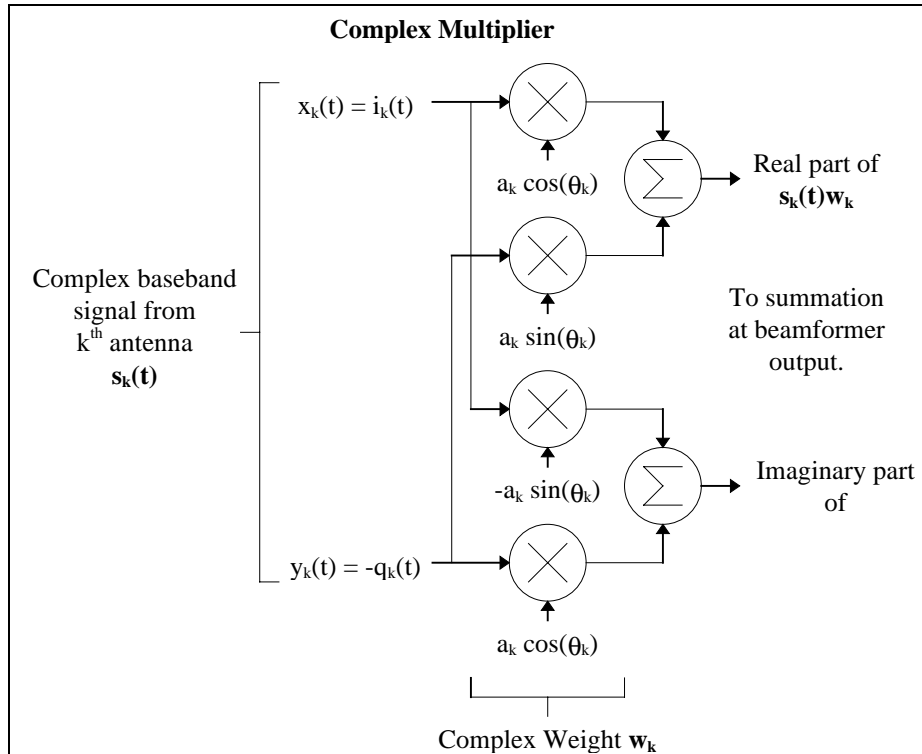 Complex Multiplier
x_k(t) = i_k(t)
a_k cos(θ_k)
Real part of
s_k(t)w_k
Complex baseband
signal from
k^th antenna
s_k(t)
a_k sin(θ_k)
To summation
at beamformer
output.
-a_k sin(θ_k)
Imaginary part
of
y_k(t) = -q_k(t)
a_k cos(θ_k)
Complex Weight w_k